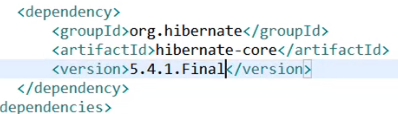 <dependency>
<groupId>org.hibernate</groupId>
<artifactId>hibernate-core</artifactId>
<version>5.4.1.Final</version>
</dependency>
dependencies>